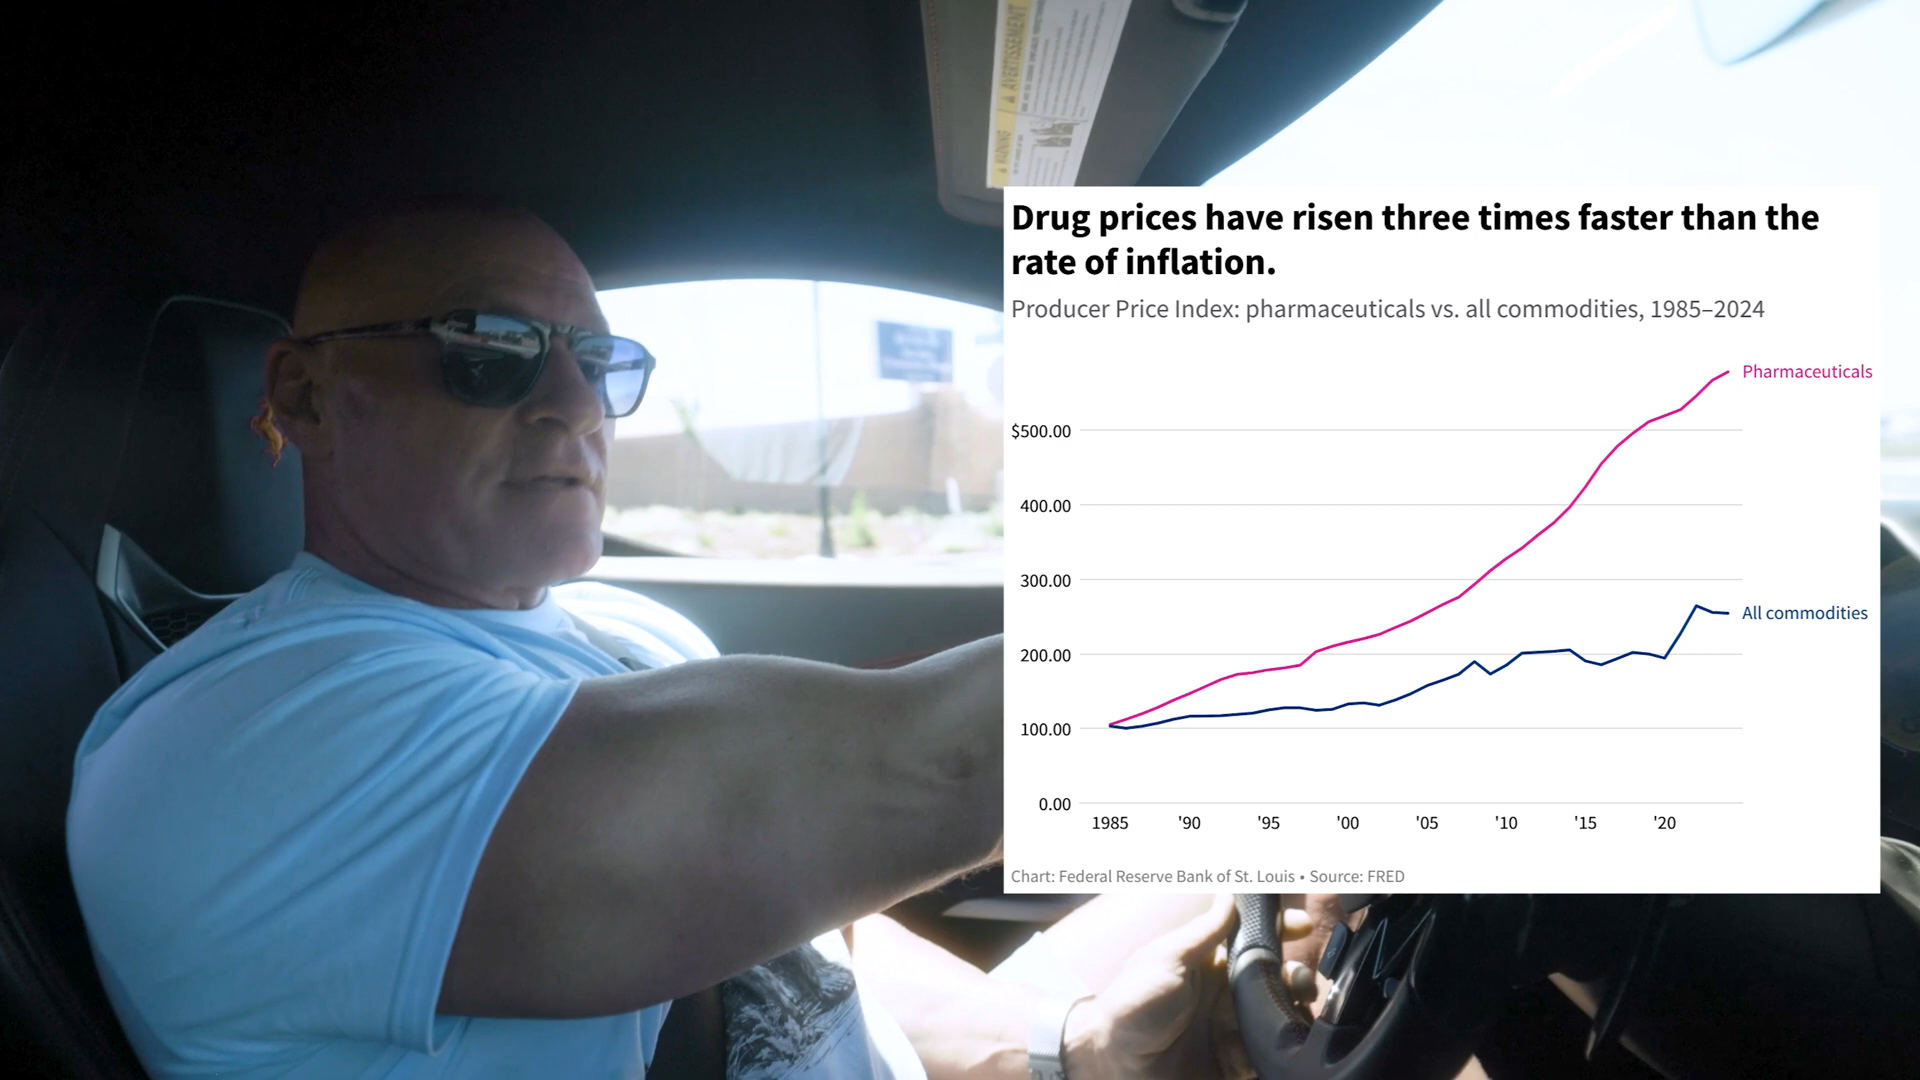 ⚠ WARNING ⚠ AVERTISSEMENT
Drug prices have risen three times faster than the
rate of inflation.
Producer Price Index: pharmaceuticals vs. all commodities, 1985–2024
Pharmaceuticals
$500.00
400.00
300.00
All commodities
200.00
100.00
0.00
1985 '90 '95 '00 '05 '10 '15 '20
Chart: Federal Reserve Bank of St. Louis • Source: FRED